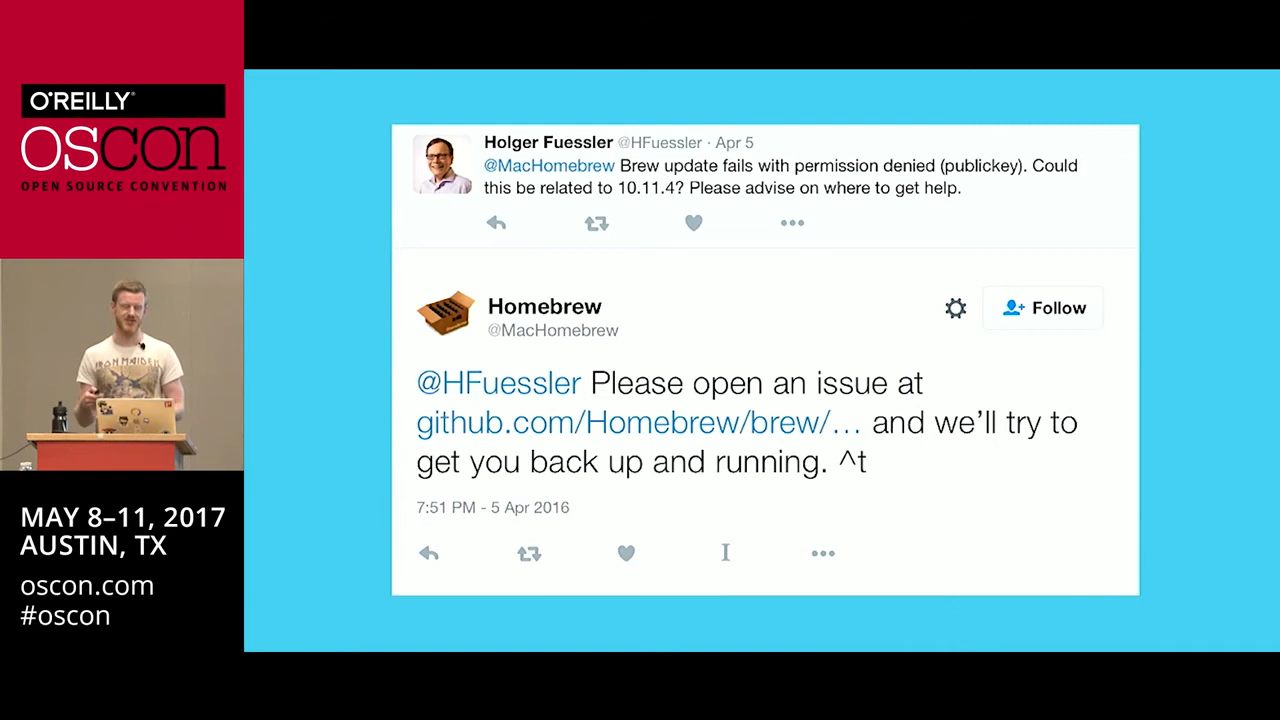 O'REILLY®
OSCON
OPEN SOURCE CONVENTION
IRON MAIDEN
MAY 8–11, 2017
AUSTIN, TX
oscon.com
#oscon
Holger Fuessler @HFuessler · Apr 5
@MacHomebrew Brew update fails with permission denied (publickey). Could
this be related to 10.11.4? Please advise on where to get help.
Homebrew
@MacHomebrew
Follow
@HFuessler Please open an issue at
github.com/Homebrew/brew/… and we’ll try to
get you back up and running. ^t
7:51 PM - 5 Apr 2016